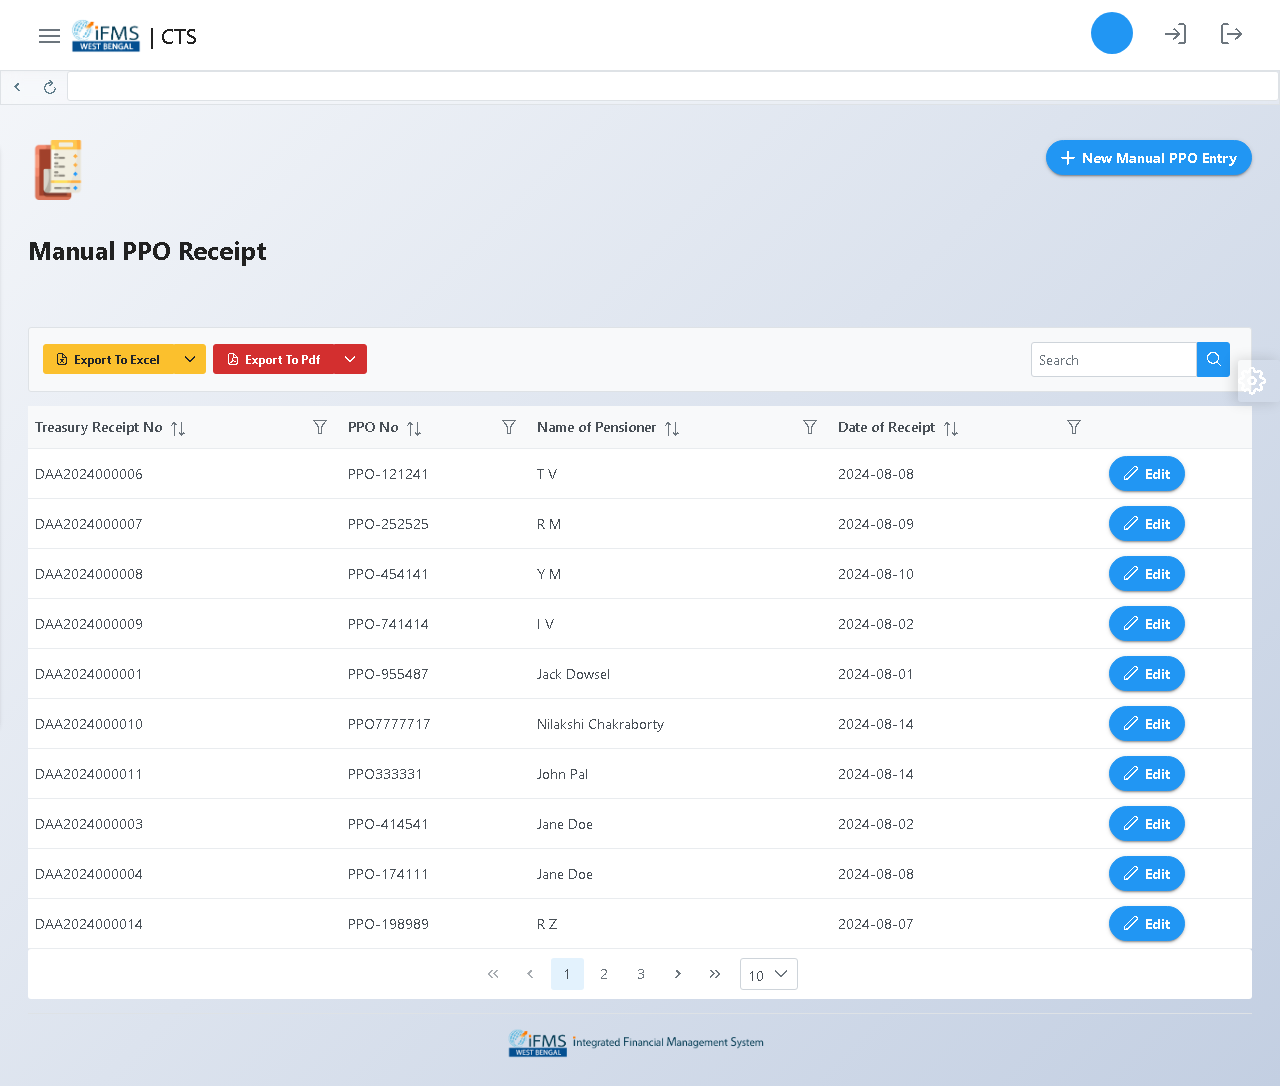 iFMS
WEST BENGAL
| CTS
New Manual PPO Entry
Manual PPO Receipt
Export To Excel Export To Pdf Search
Treasury Receipt No PPO No Name of Pensioner Date of Receipt
DAA2024000006 PPO-121241 T V 2024-08-08 Edit
DAA2024000007 PPO-252525 R M 2024-08-09 Edit
DAA2024000008 PPO-454141 Y M 2024-08-10 Edit
DAA2024000009 PPO-741414 I V 2024-08-02 Edit
DAA2024000001 PPO-955487 Jack Dowsel 2024-08-01 Edit
DAA2024000010 PPO7777717 Nilakshi Chakraborty 2024-08-14 Edit
DAA2024000011 PPO333331 John Pal 2024-08-14 Edit
DAA2024000003 PPO-414541 Jane Doe 2024-08-02 Edit
DAA2024000004 PPO-174111 Jane Doe 2024-08-08 Edit
DAA2024000014 PPO-198989 R Z 2024-08-07 Edit
1 2 3 10
iFMS
WEST BENGAL
Integrated Financial Management System